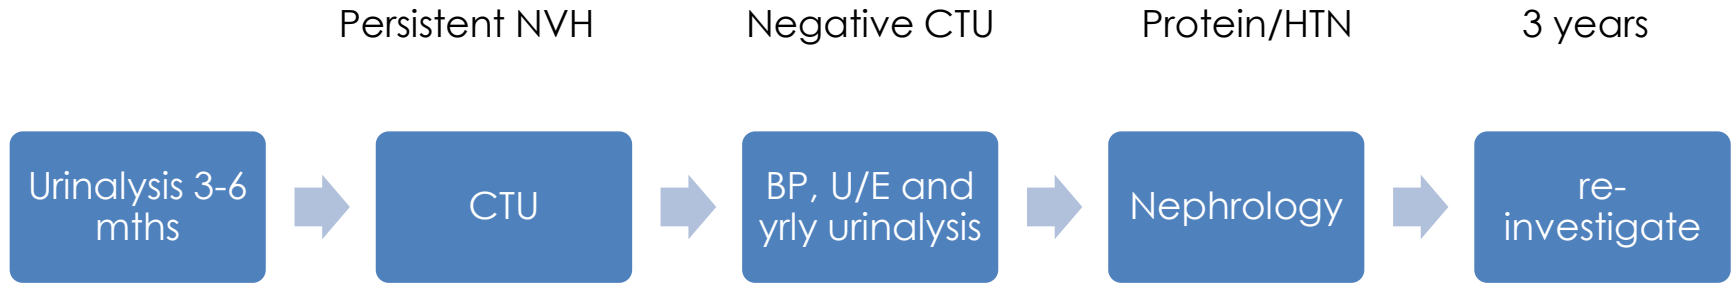 Persistent NVH
Negative CTU
Protein/HTN
3 years
Urinalysis 3-6
mths
CTU
BP, U/E and
yrly urinalysis
Nephrology
re-
investigate